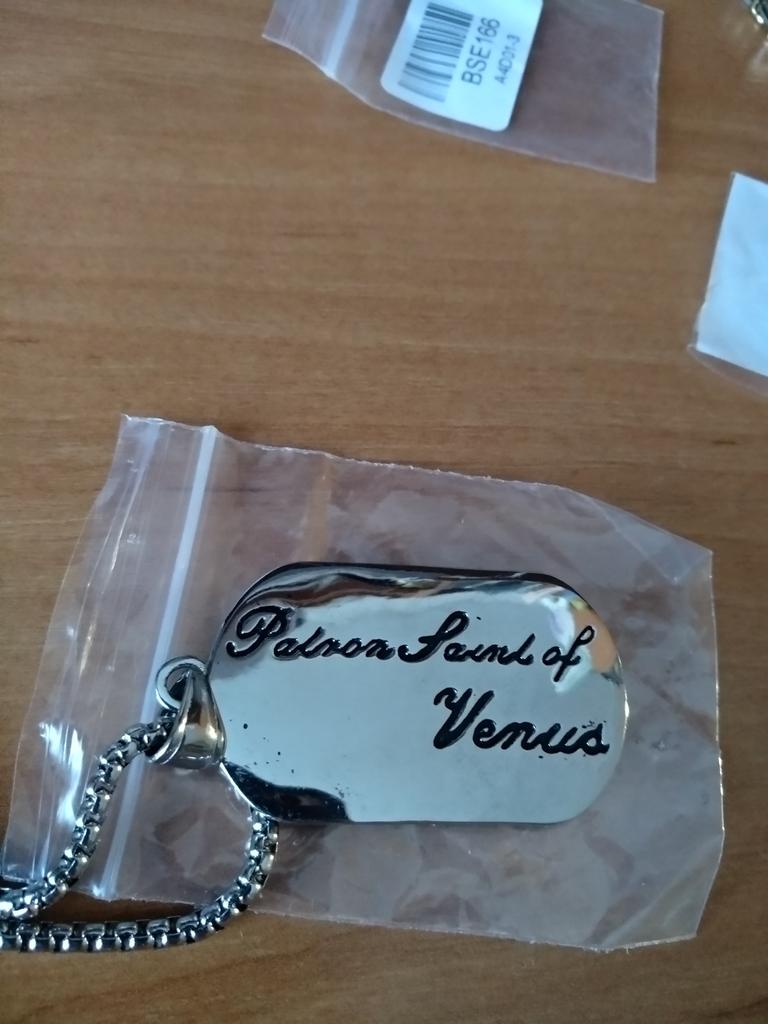 BSE166
A4D01-3
Patron Saint of
Venus